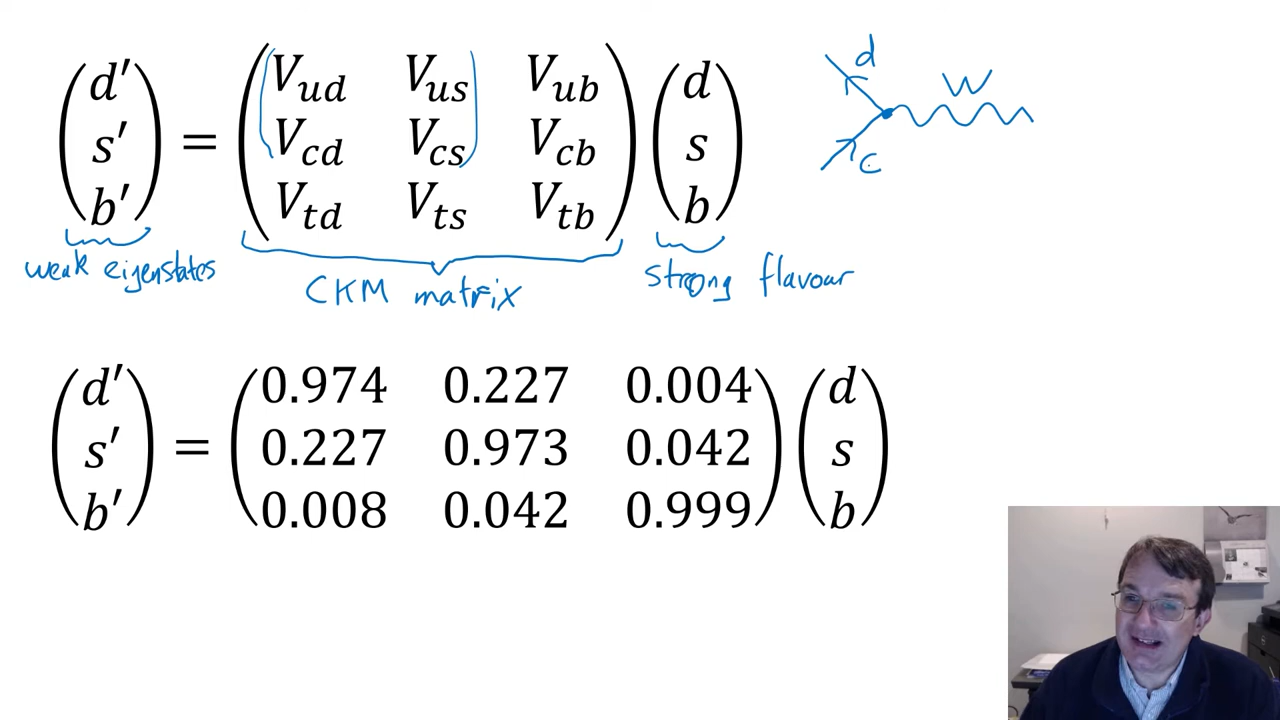 (d′ s′ b′) = (V_ud V_us V_ub
V_cd V_cs V_cb
V_td V_ts V_tb) (d s b)
d
W
c
weak eigenstates
CKM matrix
strong flavour
(d′ s′ b′) = (0.974 0.227 0.004
0.227 0.973 0.042
0.008 0.042 0.999) (d s b)